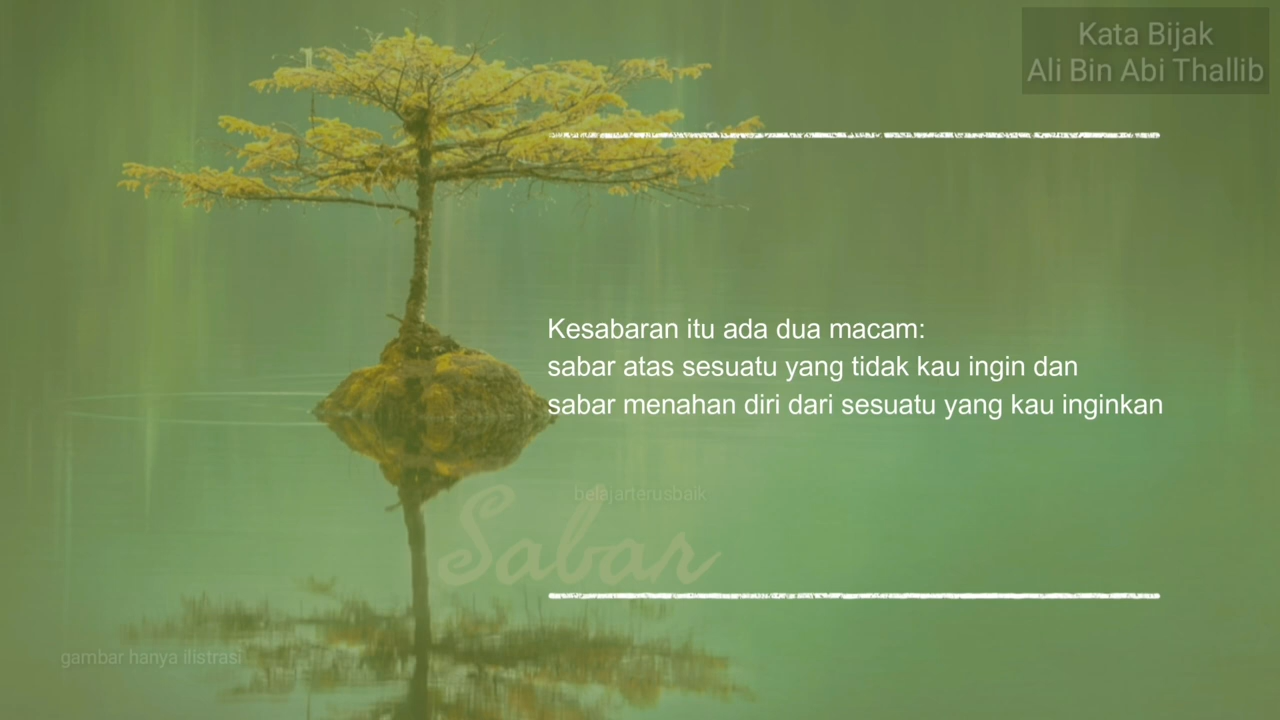 Kata Bijak
Ali Bin Abi Thallib
Kesabaran itu ada dua macam:
sabar atas sesuatu yang tidak kau ingin dan
sabar menahan diri dari sesuatu yang kau inginkan
belajarterusbaik
Sabar
gambar hanya ilistrasi